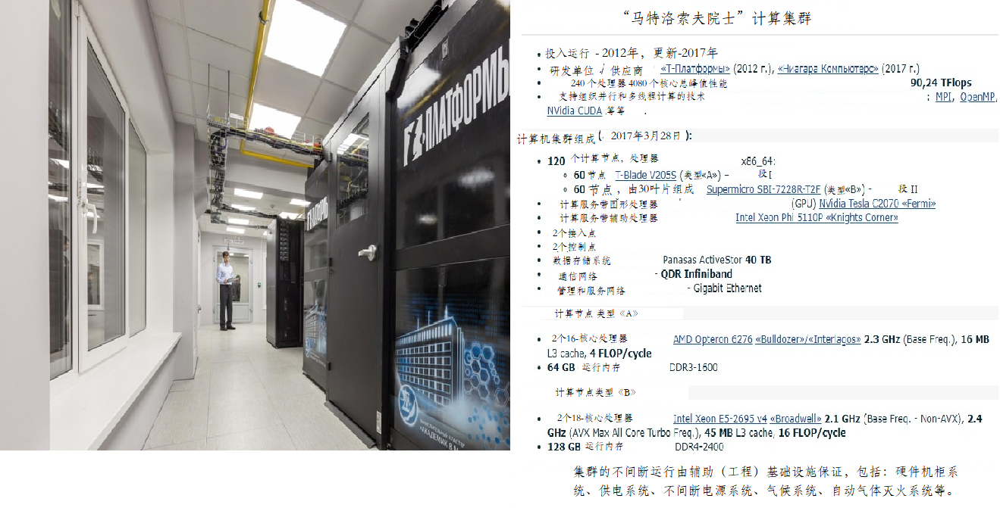 Т-ПЛАТФОРМЫ
ВЫЧИСЛИТЕЛЬНЫЙ КЛАСТЕР
«АКАДЕМИК В.М
“马特洛索夫院士”计算集群
• 投入运行 - 2012年，更新-2017年
• 研发单位 / 供应商 «Т-Платформы» (2012 г.), «Ниагара Компьютерс» (2017 г.)
• 240 个处理器 4080 个核心总峰值性能 90,24 TFlops
• 支持组织并行和多线程计算的技术 : MPI, OpenMP,
NVidia CUDA 等等 .
计算机集群组成 (. 2017年3月28日 ):
• 120 个计算节点，处理器 x86_64:
◦ 60 节点 T-Blade V205S (类型«A») – 段 I
◦ 60 节点 ，由30叶片组成 Supermicro SBI-7228R-T2F (类型«B») - 段 II
• 计算服务带图形处理器 (GPU) NVidia Tesla C2070 «Fermi»
• 计算服务带辅助处理器 Intel Xeon Phi 5110P «Knights Corner»
• 2个接入点
• 2个控制点
• 数据存储系统 Panasas ActiveStor 40 TB
• 通信网络 - QDR Infiniband
• 管理和服务网络 - Gigabit Ethernet
计算节点 类型《A》
• 2个16-核心处理器 AMD Opteron 6276 «Bulldozer»/«Interlagos» 2.3 GHz (Base Freq.), 16 MB
L3 cache, 4 FLOP/cycle
• 64 GB 运行内存 DDR3-1600
计算节点类型《B》
• 2个18-核心处理器 Intel Xeon E5-2695 v4 «Broadwell» 2.1 GHz (Base Freq. - Non-AVX), 2.4
GHz (AVX Max All Core Turbo Freq.), 45 MB L3 cache, 16 FLOP/cycle
• 128 GB 运行内存 DDR4-2400
集群的不间断运行由辅助（工程）基础设施保证，包括：硬件机柜系
统、供电系统、不间断电源系统、气候系统、自动气体灭火系统等。